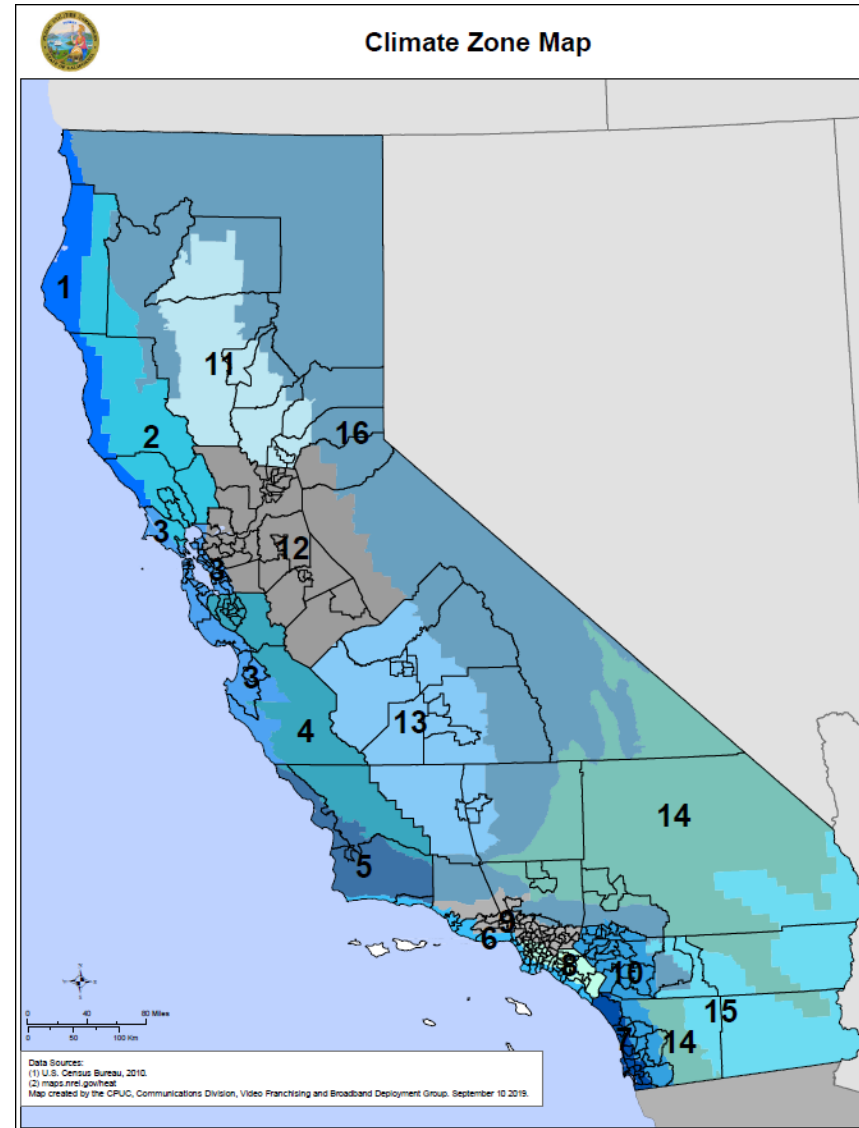 Climate Zone Map
1
11
2
16
3
12
3
3
13
4
14
5
9
6
8
10
15
7
14
0 40 80 Miles
0 50 100 Km
Data Sources:
(1) U.S. Census Bureau, 2010.
(2) maps.nrel.gov/heat
Map created by the CPUC, Communications Division, Video Franchising and Broadband Deployment Group. September 10 2019.